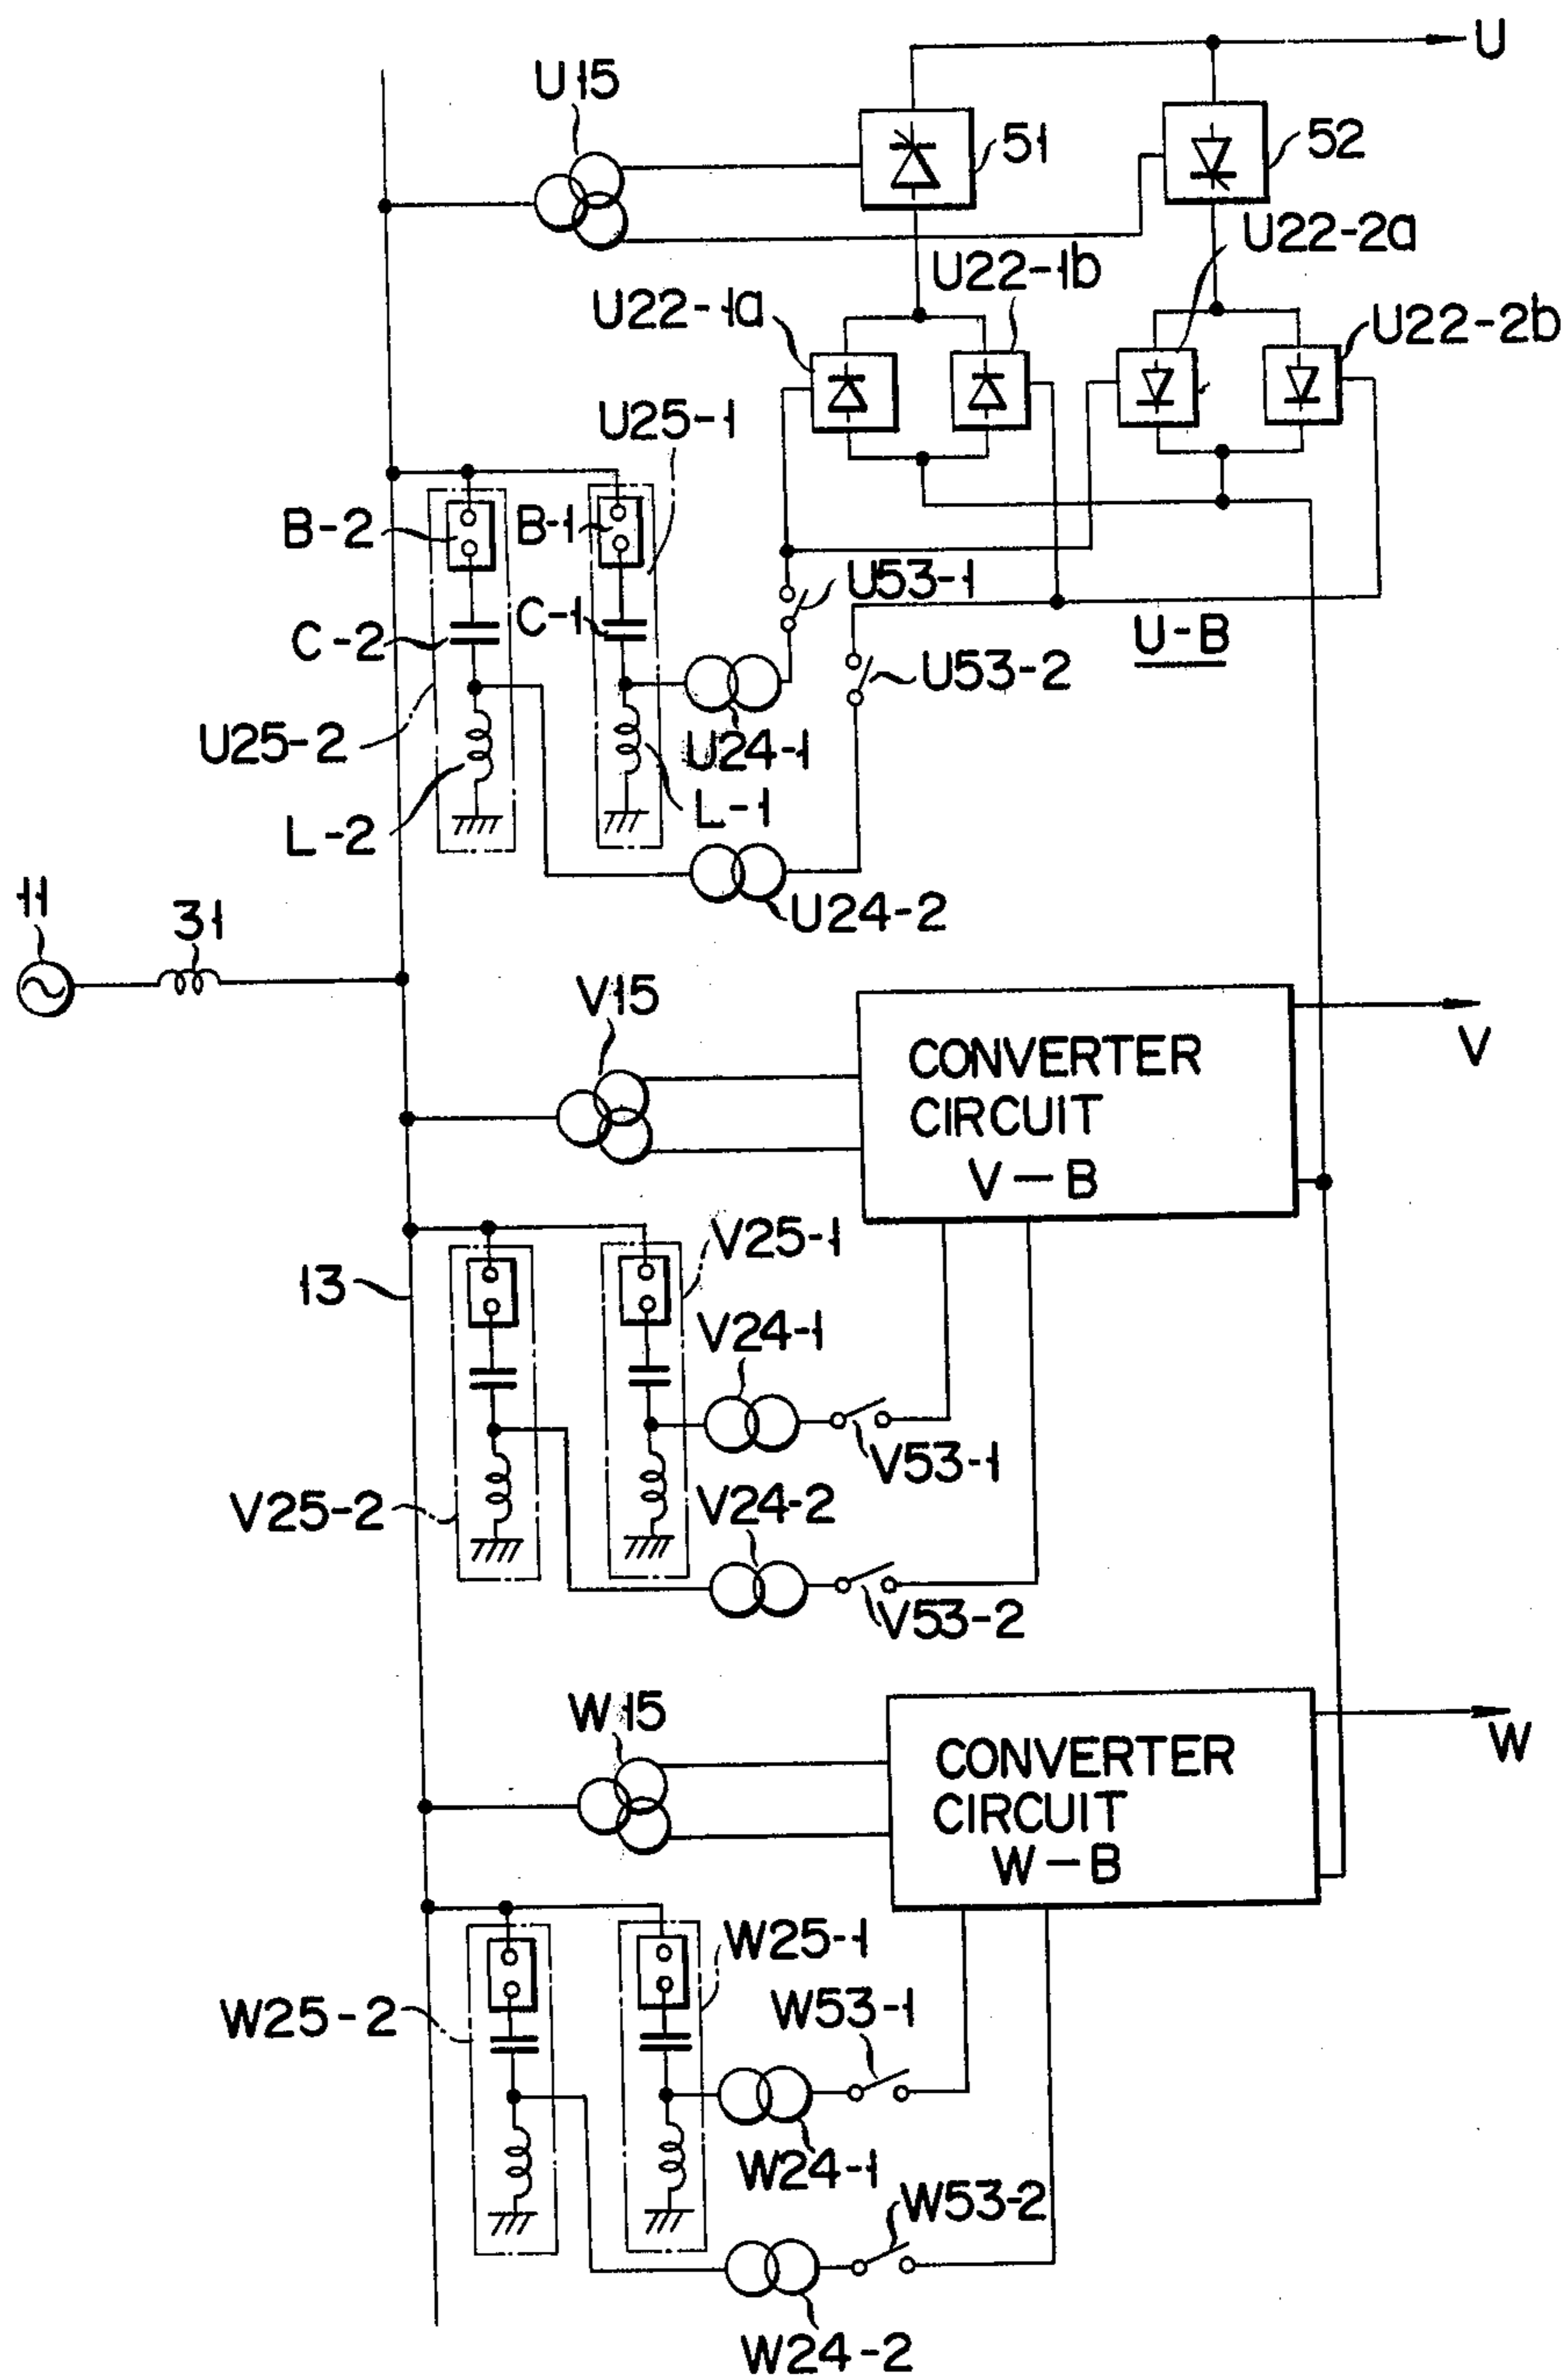 U
U15
51
52
U22-2a
U22-1b
U22-1a
U22-2b
U25-1
B-2
B-1
U53-1
C-2
C-1
U-B
U53-2
U25-2
U24-1
L-1
L-2
U24-2
11
31
V15
V
CONVERTER
CIRCUIT
V-B
V25-1
13
V24-1
V53-1
V25-2
V24-2
V53-2
W15
W
CONVERTER
CIRCUIT
W-B
W25-1
W25-2
W53-1
W24-1
W53-2
W24-2